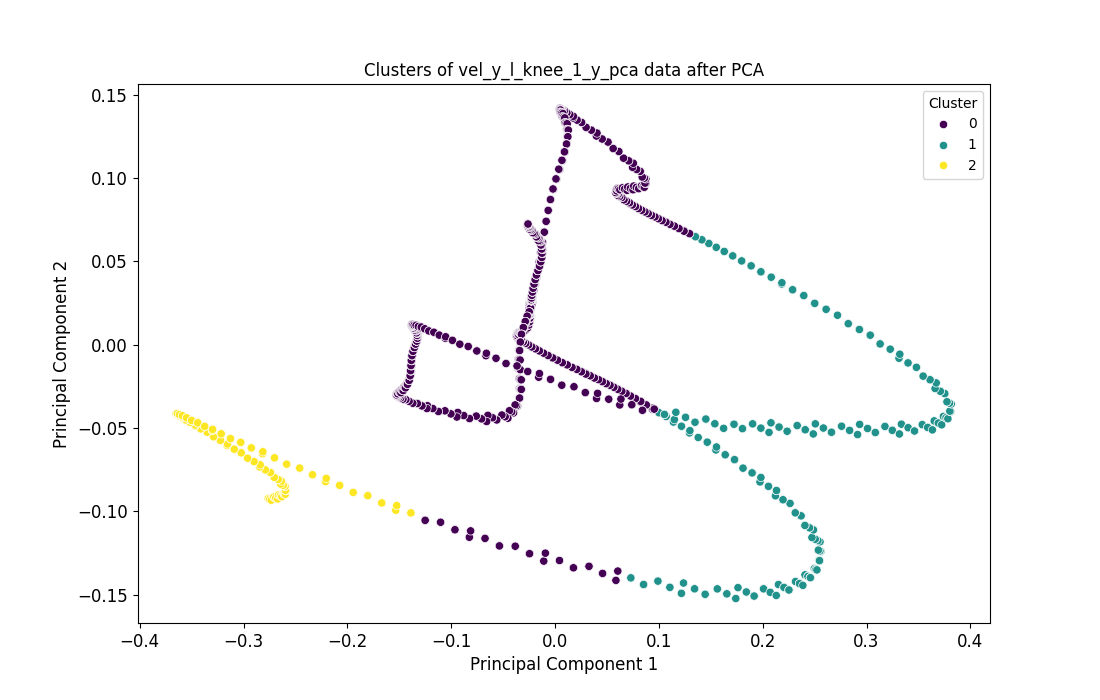 Clusters of vel_y_l_knee_1_y_pca data after PCA
Cluster
0
1
2
Principal Component 2
0.15
0.10
0.05
0.00
−0.05
−0.10
−0.15
−0.4 −0.3 −0.2 −0.1 0.0 0.1 0.2 0.3 0.4
Principal Component 1